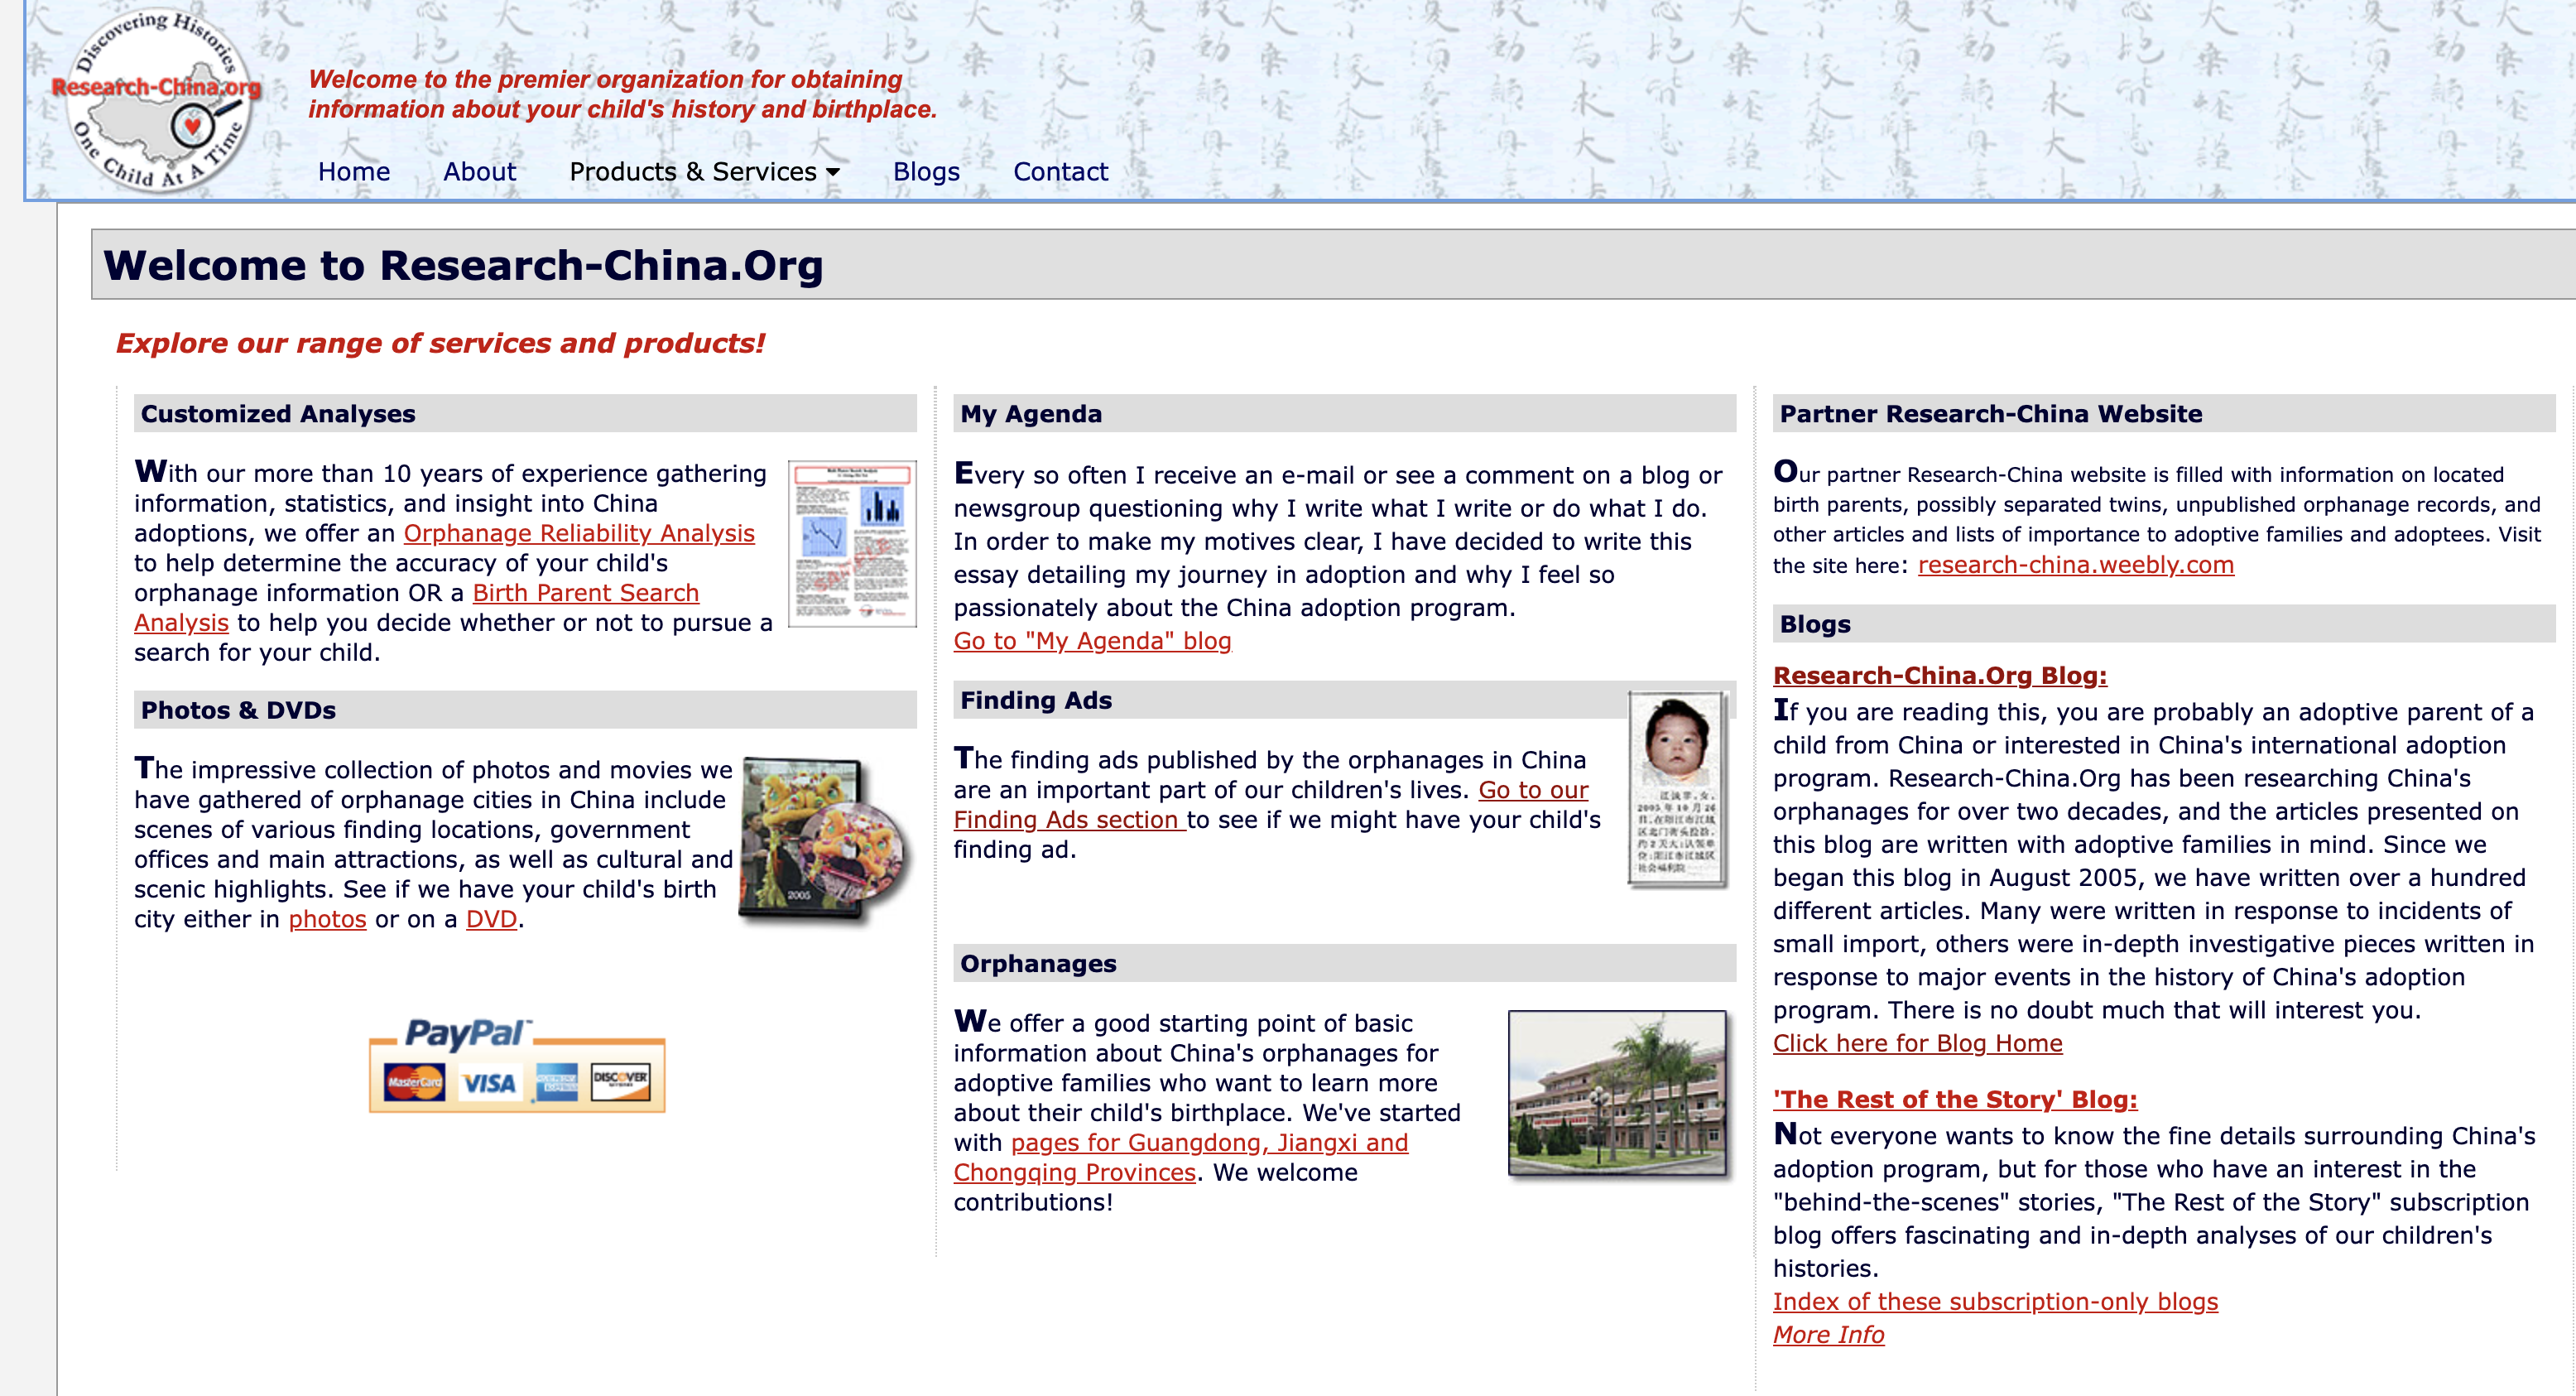 Discovering Histories
Research-China.org
One Child At A Time
Welcome to the premier organization for obtaining
information about your child's history and birthplace.
Home About Products & Services Blogs Contact
Welcome to Research-China.Org
Explore our range of services and products!
Customized Analyses
With our more than 10 years of experience gathering
information, statistics, and insight into China
adoptions, we offer an Orphanage Reliability Analysis
to help determine the accuracy of your child's
orphanage information OR a Birth Parent Search
Analysis to help you decide whether or not to pursue a
search for your child.
Photos & DVDs
The impressive collection of photos and movies we
have gathered of orphanage cities in China include
scenes of various finding locations, government
offices and main attractions, as well as cultural and
scenic highlights. See if we have your child's birth
city either in photos or on a DVD.
2005
PayPal
MasterCard VISA DISCOVER
My Agenda
Every so often I receive an e-mail or see a comment on a blog or
newsgroup questioning why I write what I write or do what I do.
In order to make my motives clear, I have decided to write this
essay detailing my journey in adoption and why I feel so
passionately about the China adoption program.
Go to "My Agenda" blog
Finding Ads
The finding ads published by the orphanages in China
are an important part of our children's lives. Go to our
Finding Ads section to see if we might have your child's
finding ad.
2005年10月26
社会福利院
Orphanages
We offer a good starting point of basic
information about China's orphanages for
adoptive families who want to learn more
about their child's birthplace. We've started
with pages for Guangdong, Jiangxi and
Chongqing Provinces. We welcome
contributions!
Partner Research-China Website
Our partner Research-China website is filled with information on located
birth parents, possibly separated twins, unpublished orphanage records, and
other articles and lists of importance to adoptive families and adoptees. Visit
the site here: research-china.weebly.com
Blogs
Research-China.Org Blog:
If you are reading this, you are probably an adoptive parent of a
child from China or interested in China's international adoption
program. Research-China.Org has been researching China's
orphanages for over two decades, and the articles presented on
this blog are written with adoptive families in mind. Since we
began this blog in August 2005, we have written over a hundred
different articles. Many were written in response to incidents of
small import, others were in-depth investigative pieces written in
response to major events in the history of China's adoption
program. There is no doubt much that will interest you.
Click here for Blog Home
'The Rest of the Story' Blog:
Not everyone wants to know the fine details surrounding China's
adoption program, but for those who have an interest in the
"behind-the-scenes" stories, "The Rest of the Story" subscription
blog offers fascinating and in-depth analyses of our children's
histories.
Index of these subscription-only blogs
More Info